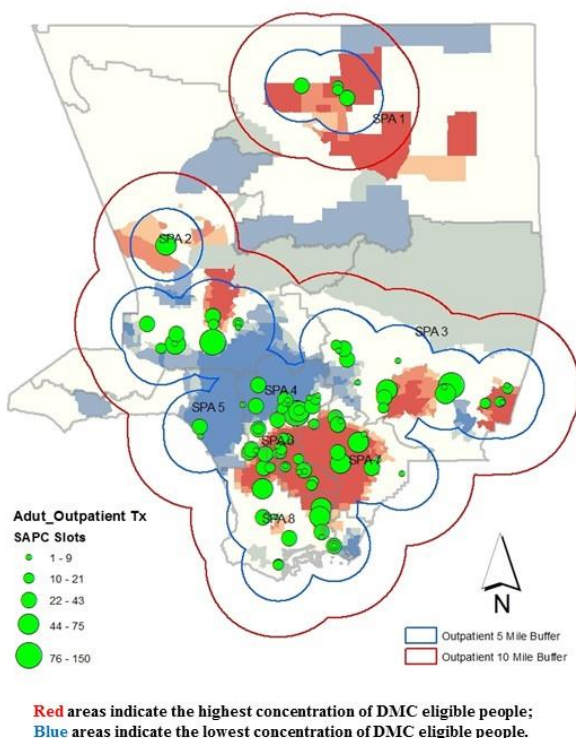 SPA 1
SPA 2
SPA 3
SPA 4
SPA 5
SPA 6
SPA 7
SPA 8
Adut_Outpatient Tx
SAPC Slots
1 - 9
10 - 21
22 - 43
44 - 75
76 - 150
N
Outpatient 5 Mile Buffer
Outpatient 10 Mile Buffer
Red areas indicate the highest concentration of DMC eligible people;
Blue areas indicate the lowest concentration of DMC eligible people.